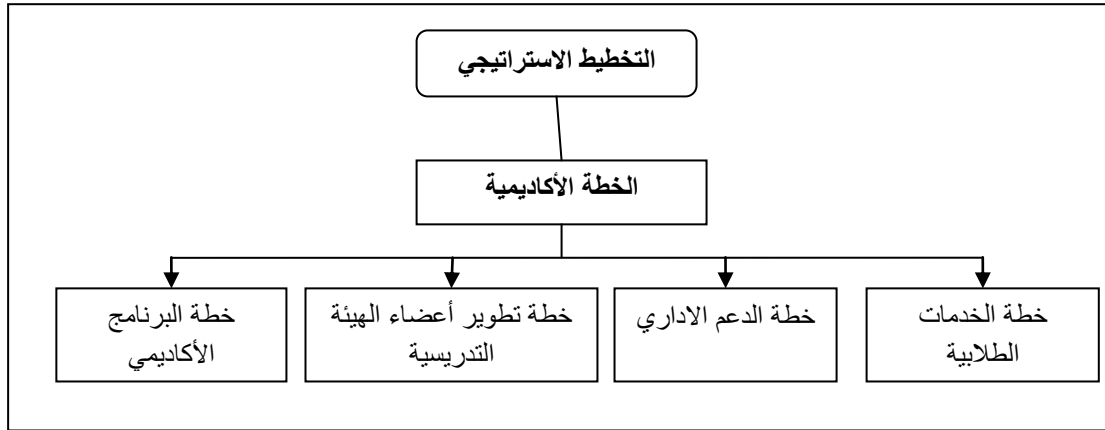 التخطيط الاستراتيجي
الخطة الأكاديمية
خطة الخدمات
الطلابية
خطة الدعم الاداري
خطة تطوير أعضاء الهيئة
التدريسية
خطة البرنامج
الأكاديمي